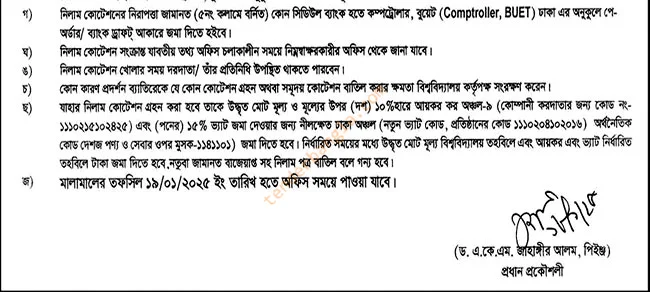 গ) নিলাম কোটেশনের নিরাপত্তা জামানত (৫নং কলামে বর্নিত) কোন সিডিউল ব্যাংক হতে কম্পট্রোলার, বুয়েট (Comptroller, BUET) ঢাকা এর অনুকূলে পে-
অর্ডার/ ব্যাংক ড্রাফট্ আকারে জমা দিতে হইবে।
ঘ) নিলাম কোটেশন সংক্রান্ত যাবতীয় তথ্য অফিস চলাকালীন সময়ে নিম্নস্বাক্ষরকারীর অফিস থেকে জানা যাবে।
ঙ) নিলাম কোটেশন খোলার সময় দরদাতা/ তাঁর প্রতিনিধি উপস্থিত থাকতে পারবেন।
চ) কোন কারণ প্রদর্শন ব্যাতিরেকে যে কোন কোটেশন গ্রহন অথবা সমূদয় কোটেশন বাতিল করার ক্ষমতা বিশ্ববিদ্যালয় কর্তৃপক্ষ সংরক্ষণ করেন।
ছ) যাহার নিলাম কোটেশন গ্রহন করা হবে তাকে উদ্ধৃত মোট মূল্য ও মূল্যের উপর (দশ) ১০%হারে আয়কর কর অঞ্চল-৯ (কোম্পানী করদাতার জন্য কোড নং-
১১১০২১৫১০২৪২৫) এবং (পনের) ১৫% ভ্যাট জমা দেওয়ার জন্য নীলক্ষেত ঢাকা অঞ্চল (নতুন ভ্যাট কোড, প্রতিষ্ঠানের কোড ১১১০২০৪১০২০১৬) অর্থনৈতিক
কোড দেশজ পণ্য ও সেবার ওপর মুসক-১১৪১১০১) জমা দিতে হবে। নির্ধারিত সময়ের মধ্যে উদ্ধৃত মোট মূল্য বিশ্ববিদ্যালয় তহবিলে এবং আয়কর এবং ভ্যাট নির্ধারিত
তহবিলে টাকা জমা দিতে হবে,নতুবা জামানত বাজেয়াপ্ত সহ নিলাম পত্র বাতিল বলে গন্য হবে।
জ) মালামালের তফসিল ১৯/০১/২০২৫ ইং তারিখ হতে অফিস সময়ে পাওয়া যাবে।
(ড. এ.কে.এম. জাহাঙ্গীর আলম, পিইঞ্জ)
প্রধান প্রকৌশলী